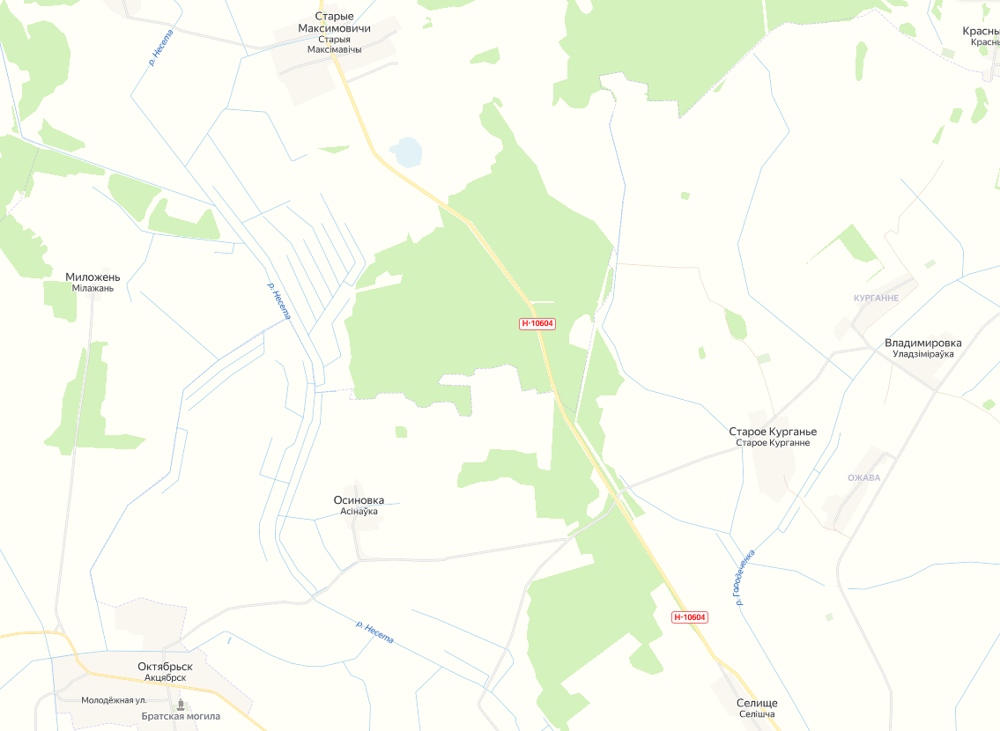 Старые
Максимовичи
Старыя
Максімавічы
р. Несета
Красны
Красны
Миложень
Мілажань
р. Несета
Н-10604
КУРГАННЕ
Владимировка
Уладзіміраўка
Старое Курганье
Старое Курганне
ОЖАВА
Осиновка
Асінаўка
р. Городеченка
Н-10604
р. Несета
Октябрьск
Акцябрск
Молодёжная ул.
Братская могила
Селище
Селішча